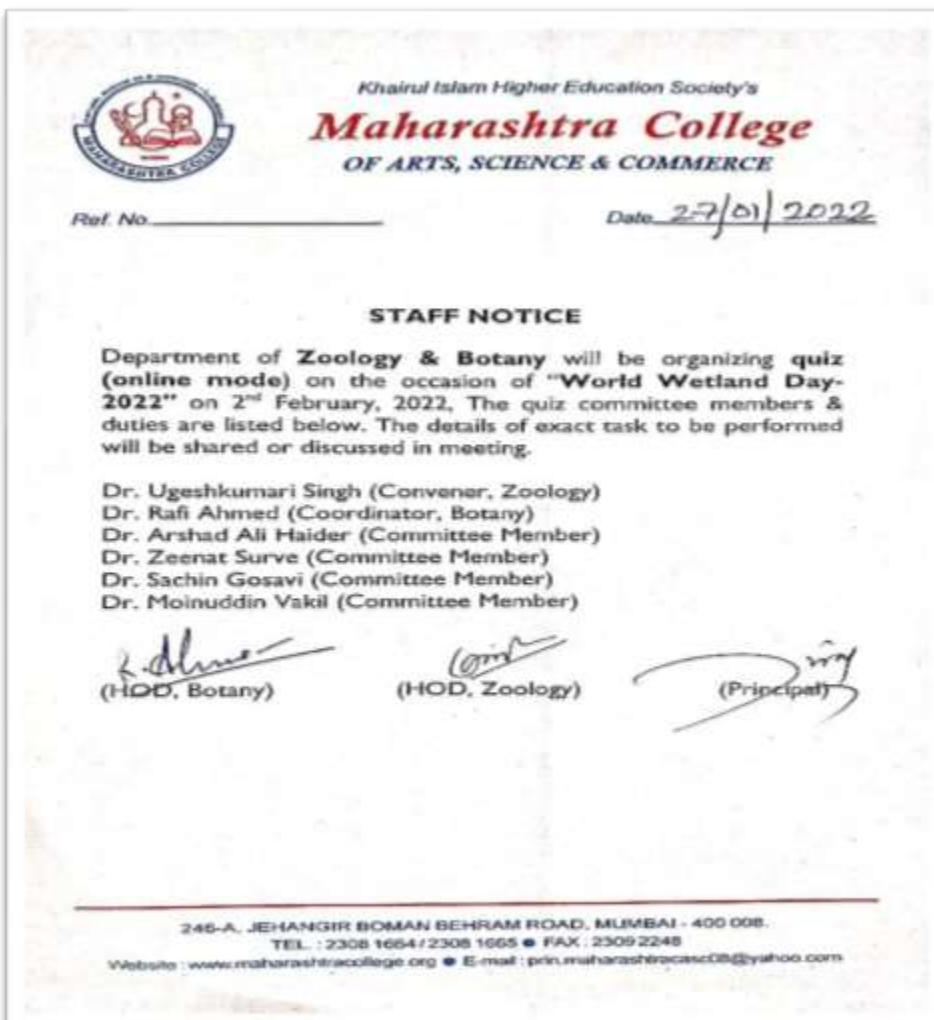 Khairul Islam Higher Education Society's
Maharashtra College
OF ARTS, SCIENCE & COMMERCE
MAHARASHTRA COLLEGE
Ref. No.
Date 27/01/2022
STAFF NOTICE
Department of Zoology & Botany will be organizing quiz
(online mode) on the occasion of "World Wetland Day-
2022" on 2nd February, 2022, The quiz committee members &
duties are listed below. The details of exact task to be performed
will be shared or discussed in meeting.
Dr. Ugeshkumari Singh (Convener, Zoology)
Dr. Rafi Ahmed (Coordinator, Botany)
Dr. Arshad Ali Haider (Committee Member)
Dr. Zeenat Surve (Committee Member)
Dr. Sachin Gosavi (Committee Member)
Dr. Moinuddin Vakil (Committee Member)
(HOD, Botany) (HOD, Zoology) (Principal)
246-A, JEHANGIR BOMAN BEHRAM ROAD, MUMBAI - 400 008.
TEL. : 2308 1664 / 2308 1665 ● FAX : 2309 2248
Website : www.maharashtracollege.org ● E-mail : prin.maharashtracasc08@yahoo.com